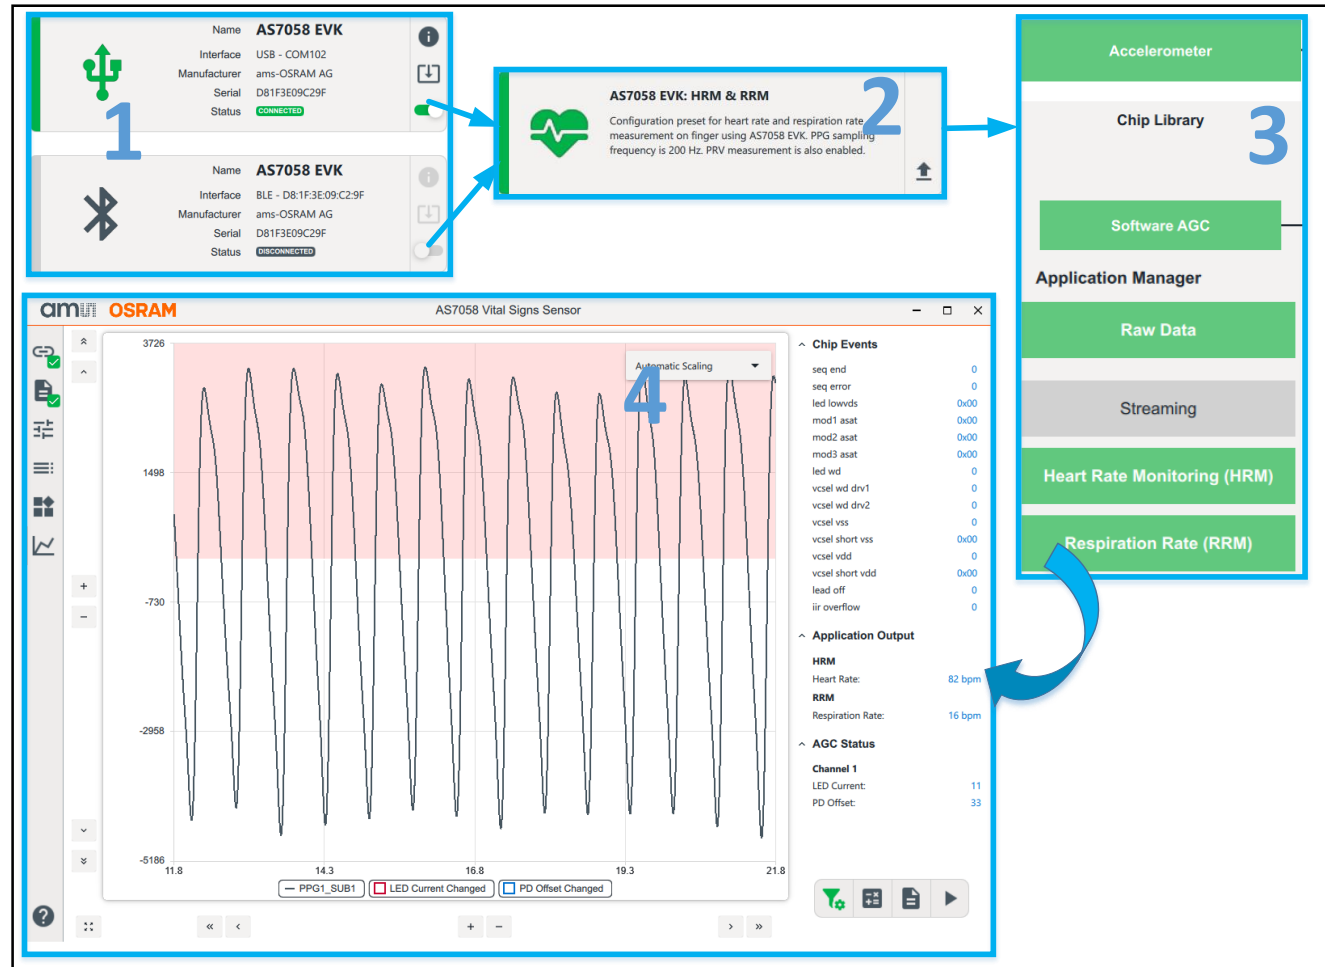 Name AS7058 EVK
Interface USB - COM102
Manufacturer ams-OSRAM AG
Serial D81F3E09C29F
Status CONNECTED
1
Name AS7058 EVK
Interface BLE - D8:1F:3E:09:C2:9F
Manufacturer ams-OSRAM AG
Serial D81F3E09C29F
Status DISCONNECTED
2
AS7058 EVK: HRM & RRM
Configuration preset for heart rate and respiration rate
measurement on finger using AS7058 EVK. PPG sampling
frequency is 200 Hz. PRV measurement is also enabled.
3
Accelerometer
Chip Library
Software AGC
Application Manager
Raw Data
Streaming
Heart Rate Monitoring (HRM)
Respiration Rate (RRM)
am OSRAM
AS7058 Vital Signs Sensor
4
Automatic Scaling
3726
1498
-730
-2958
-5186
11.8 14.3 16.8 19.3 21.8
PPG1_SUB1 LED Current Changed PD Offset Changed
Chip Events
seq end 0
seq error 0
led lowvds 0x00
mod1 asat 0x00
mod2 asat 0x00
mod3 asat 0x00
led wd 0
vcsel wd drv1 0
vcsel wd drv2 0
vcsel vss 0
vcsel short vss 0x00
vcsel vdd 0
vcsel short vdd 0x00
lead off 0
iir overflow 0
Application Output
HRM
Heart Rate: 82 bpm
RRM
Respiration Rate: 16 bpm
AGC Status
Channel 1
LED Current: 11
PD Offset: 33